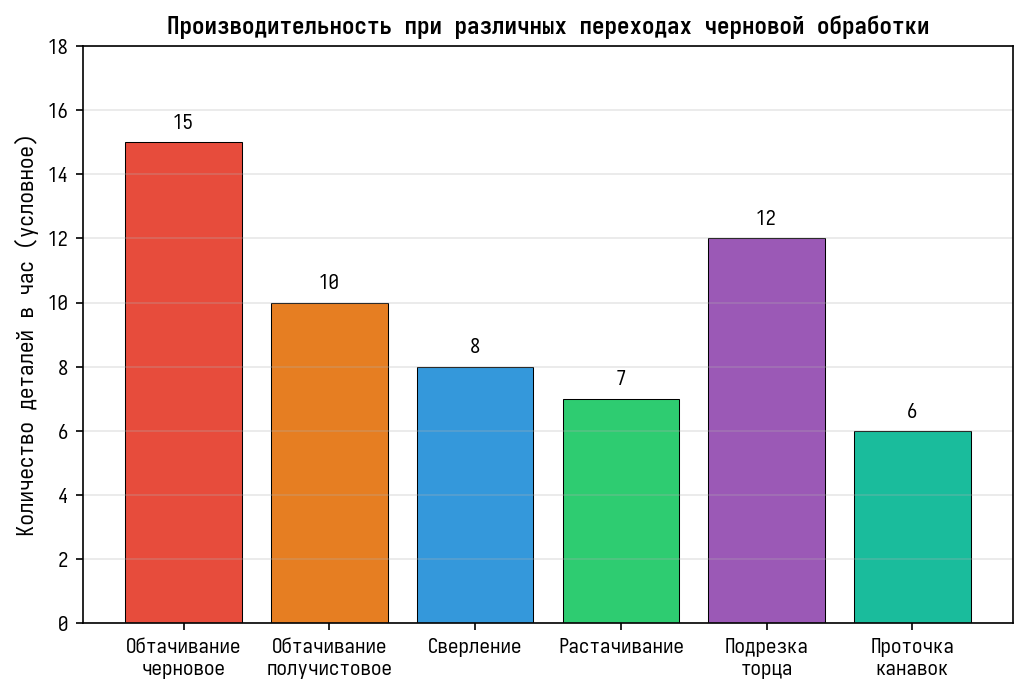 Производительность при различных переходах черновой обработки
Количество деталей в час (условное)
18
16
14
12
10
8
6
4
2
0
15
10
8
7
12
6
Обтачивание
черновое
Обтачивание
получистовое
Сверление
Растачивание
Подрезка
торца
Проточка
канавок